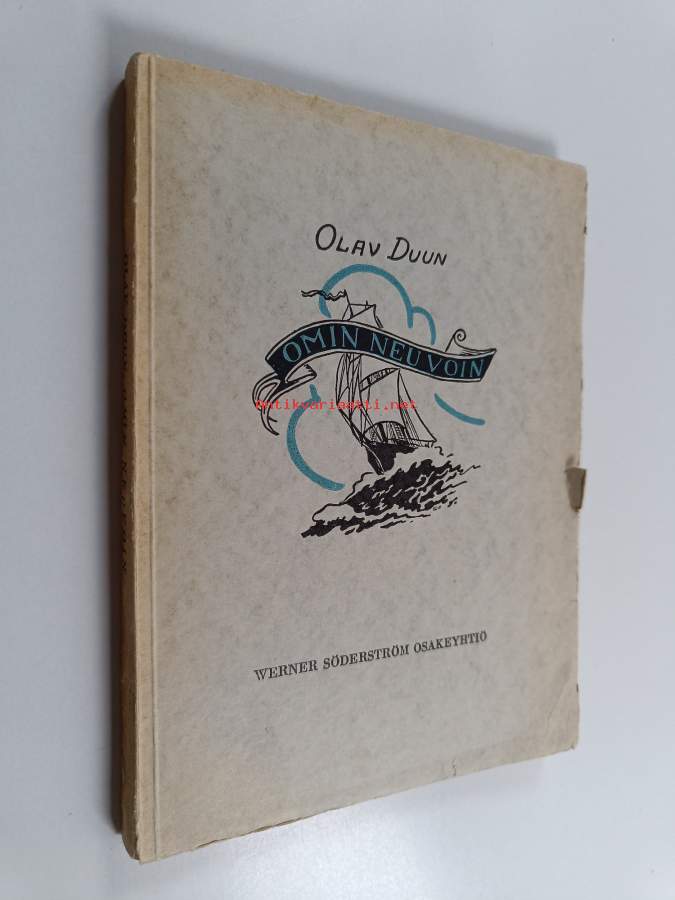 OLAV DUUN
OMIN NEUVOIN
Antikvariaatti.net
WERNER SÖDERSTRÖM OSAKEYHTIÖ